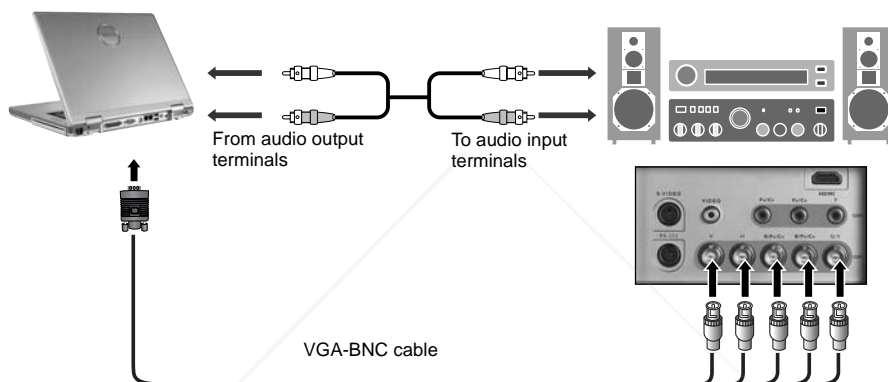 From audio output
terminals
To audio input
terminals
HDMI
S-VIDEO
VIDEO
RS-232
V
H
VGA-BNC cable